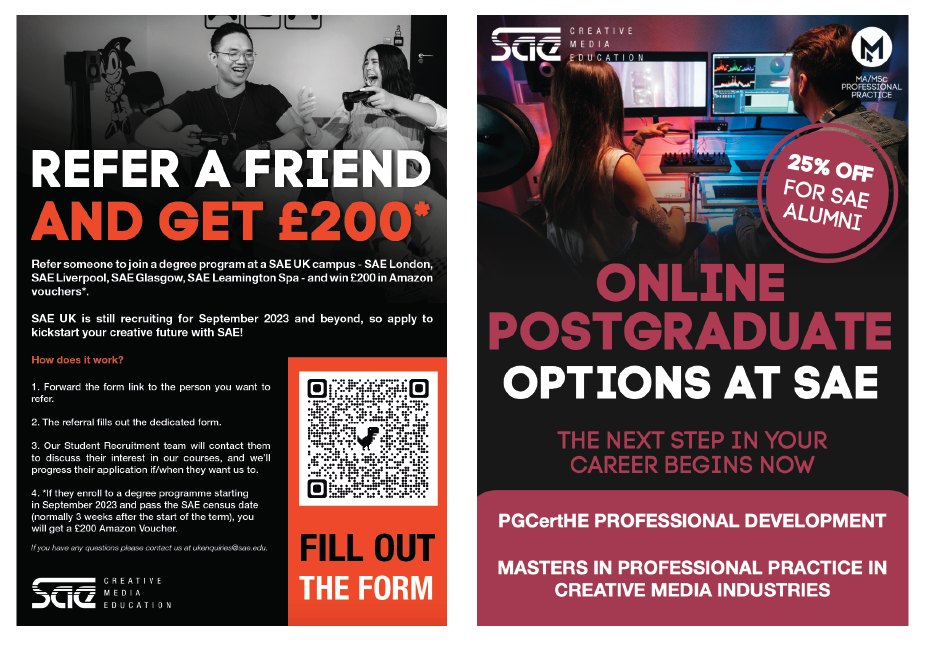 REFER A FRIEND
AND GET £200*
Refer someone to join a degree program at a SAE UK campus - SAE London,
SAE Liverpool, SAE Glasgow, SAE Leamington Spa - and win £200 in Amazon
vouchers*.
SAE UK is still recruiting for September 2023 and beyond, so apply to
kickstart your creative future with SAE!
How does it work?
1. Forward the form link to the person you want to
refer.
2. The referral fills out the dedicated form.
3. Our Student Recruitment team will contact them
to discuss their interest in our courses, and we'll
progress their application if/when they want us to.
4. *If they enroll to a degree programme starting
in September 2023 and pass the SAE census date
(normally 3 weeks after the start of the term), you
will get a £200 Amazon Voucher.
If you have any questions please contact us at ukenquiries@sae.edu.
FILL OUT
THE FORM
sae
CREATIVE
MEDIA
EDUCATION
sae
CREATIVE
MEDIA
EDUCATION
M
MA/MSc
PROFESSIONAL
PRACTICE
25% OFF
FOR SAE
ALUMNI
ONLINE
POSTGRADUATE
OPTIONS AT SAE
THE NEXT STEP IN YOUR
CAREER BEGINS NOW
PGCertHE PROFESSIONAL DEVELOPMENT
MASTERS IN PROFESSIONAL PRACTICE IN
CREATIVE MEDIA INDUSTRIES